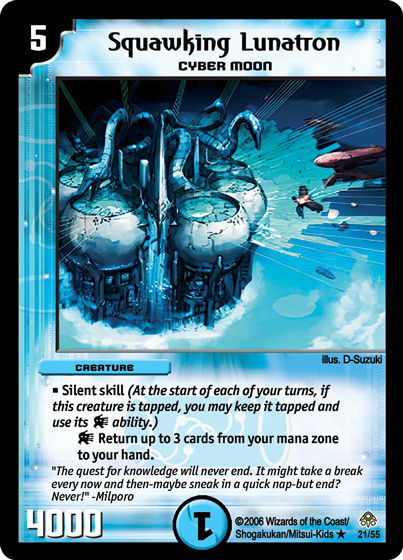 5
Squawking Lunatron
CYBER MOON
illus. D-Suzuki
CREATURE
▪ Silent skill (At the start of each of your turns, if
this creature is tapped, you may keep it tapped and
use its ability.)
Return up to 3 cards from your mana zone
to your hand.
"The quest for knowledge will never end. It might take a break
every now and then-maybe sneak in a quick nap-but end?
Never!" -Milporo
4000
1
©2006 Wizards of the Coast/
Shogakukan/Mitsui-Kids ★ 21/55